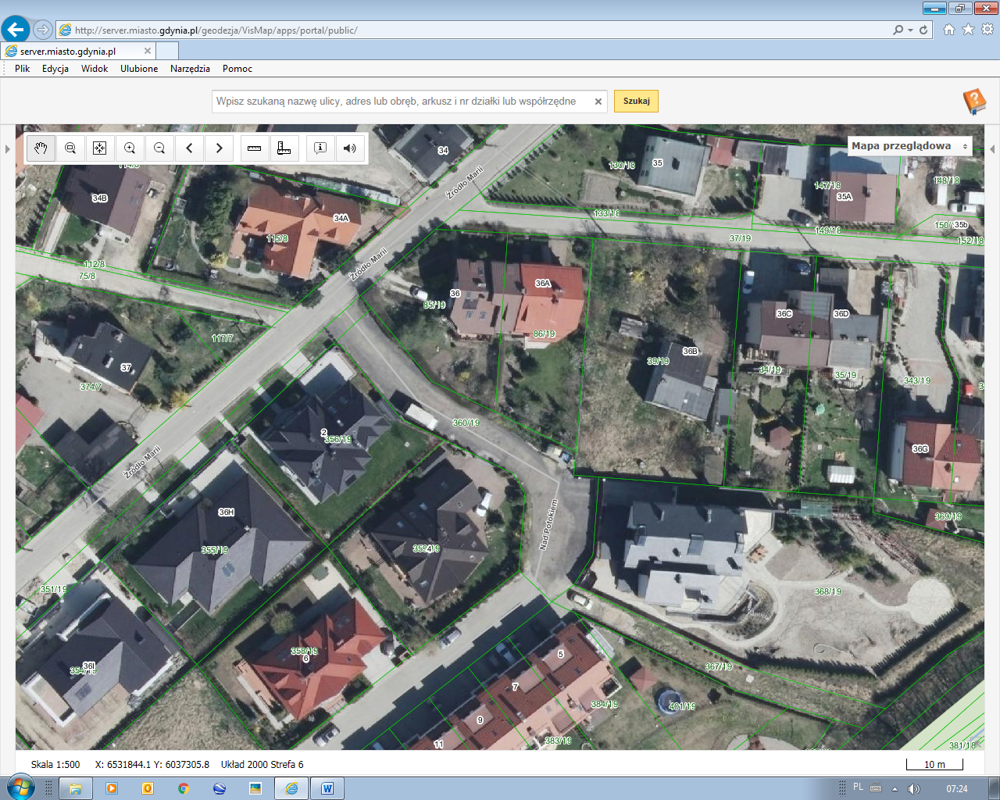 http://server.miasto.gdynia.pl/geodezja/VisMap/apps/portal/public/
server.miasto.gdynia.pl
Plik Edycja Widok Ulubione Narzędzia Pomoc
Wpisz szukaną nazwę ulicy, adres lub obręb, arkusz i nr działki lub współrzędne
Szukaj
Mapa przeglądowa
34
Źródło Marii
130/18
35
147/18
35A
148/18
34B
34A
115/8
133/18
37/19
149/18
35b
152/18
112/8
75/8
Źródło Marii
36
85/19
36A
86/19
36C
36D
117/7
37
374/7
36B
39/19
34/19
35/19
343/19
2
356/19
360/19
36G
Źródło Marii
36H
355/19
4
Nad Potokiem
369/19
351/19
368/19
358/19
6
36I
5
7
9
11
367/19
384/19
401/19
383/19
381/18
Skala 1:500 X: 6531844.1 Y: 6037305.8 Układ 2000 Strefa 6
10 m
PL
07:24